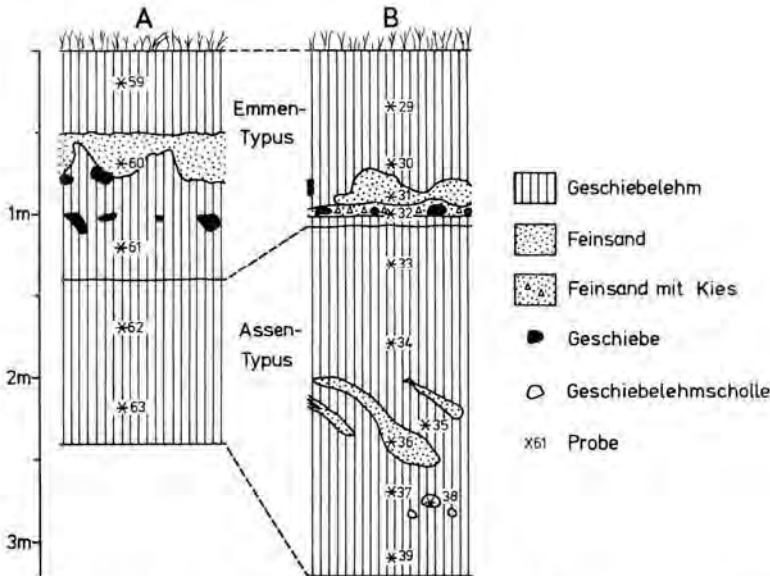 A B
59
29
Emmen-
Typus
60
30
31
1m
32
61
33
62
34
Assen-
Typus
2m
63
35
36
37
38
3m
39
Geschiebelehm
Feinsand
Feinsand mit Kies
Geschiebe
Geschiebelehmscholle
x61 Probe